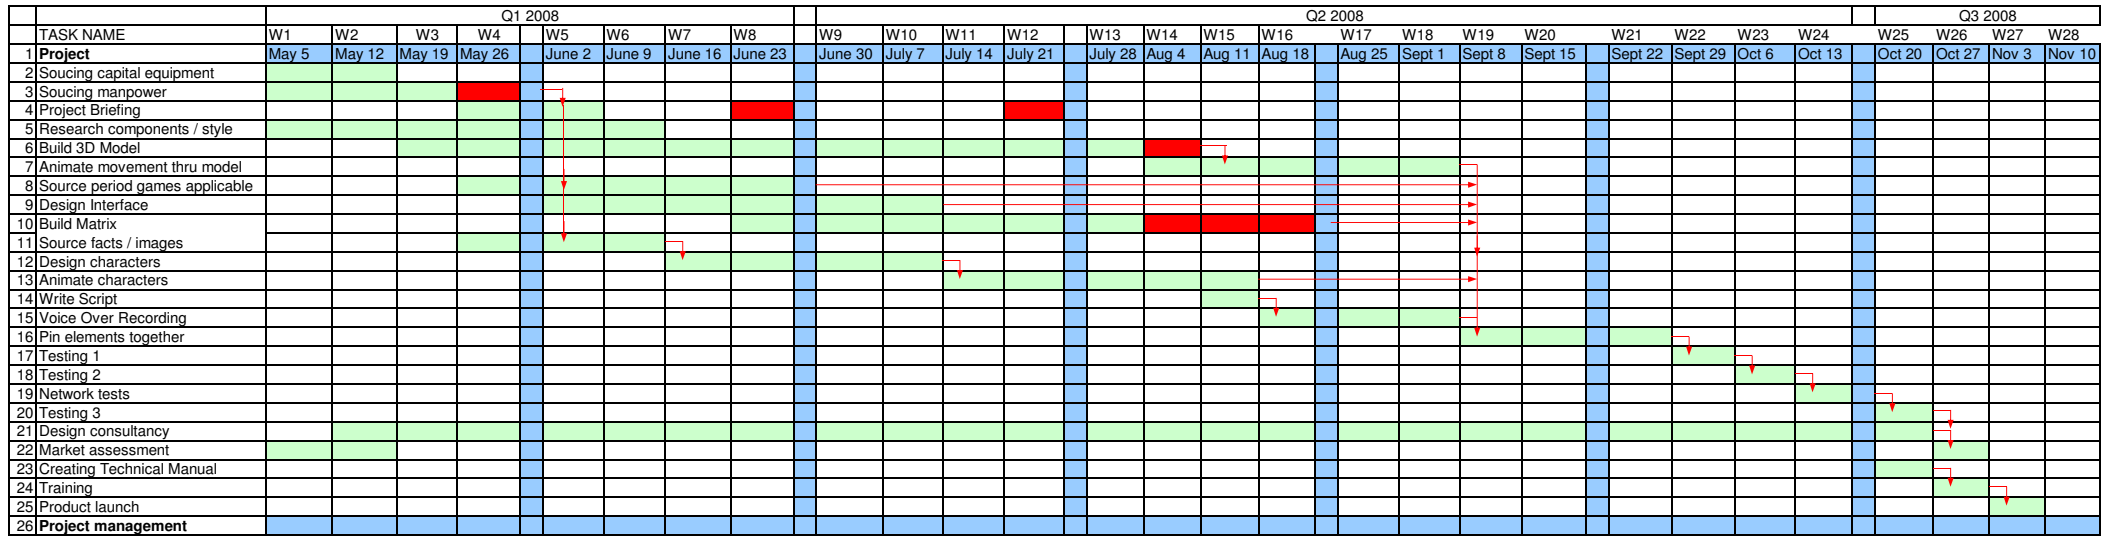 Q1 2008 Q2 2008 Q3 2008
TASK NAME W1 W2 W3 W4 W5 W6 W7 W8 W9 W10 W11 W12 W13 W14 W15 W16 W17 W18 W19 W20 W21 W22 W23 W24 W25 W26 W27 W28
1 Project May 5 May 12 May 19 May 26 June 2 June 9 June 16 June 23 June 30 July 7 July 14 July 21 July 28 Aug 4 Aug 11 Aug 18 Aug 25 Sept 1 Sept 8 Sept 15 Sept 22 Sept 29 Oct 6 Oct 13 Oct 20 Oct 27 Nov 3 Nov 10
2 Soucing capital equipment
3 Soucing manpower
4 Project Briefing
5 Research components / style
6 Build 3D Model
7 Animate movement thru model
8 Source period games applicable
9 Design Interface
10 Build Matrix
11 Source facts / images
12 Design characters
13 Animate characters
14 Write Script
15 Voice Over Recording
16 Pin elements together
17 Testing 1
18 Testing 2
19 Network tests
20 Testing 3
21 Design consultancy
22 Market assessment
23 Creating Technical Manual
24 Training
25 Product launch
26 Project management